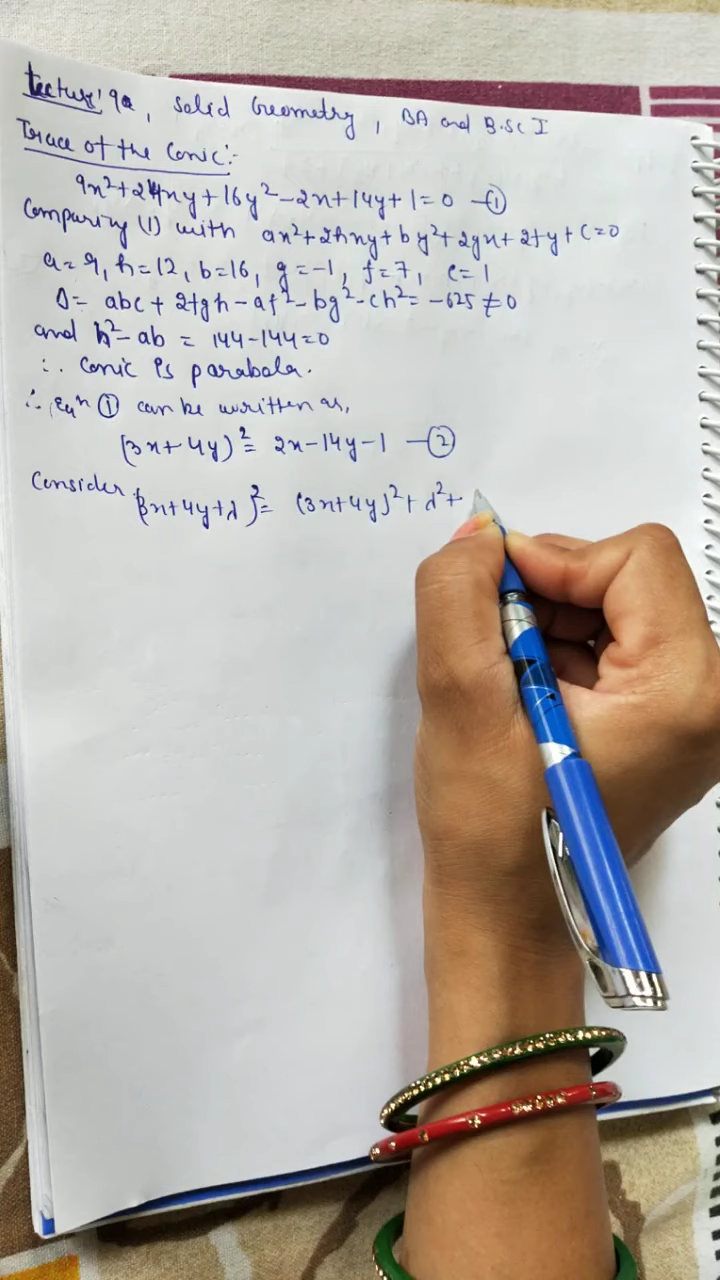 Lecture: 9a, Solid Geometry, BA and B.Sc I
Trace of the Conic:-
9x²+24xy+16y²-2x+14y+1=0 -①
Comparing (1) with ax²+2hxy+by²+2gx+2fy+c=0
a=9, h=12, b=16, g=-1, f=7, c=1
Δ= abc+2fgh-af²-bg²-ch²= -625≠0
and h²-ab = 144-144=0
∴ Conic is parabola.
∴ Eqⁿ ① can be written as,
(3x+4y)²= 2x-14y-1 -②
Consider (3x+4y+λ)²= (3x+4y)²+λ²+